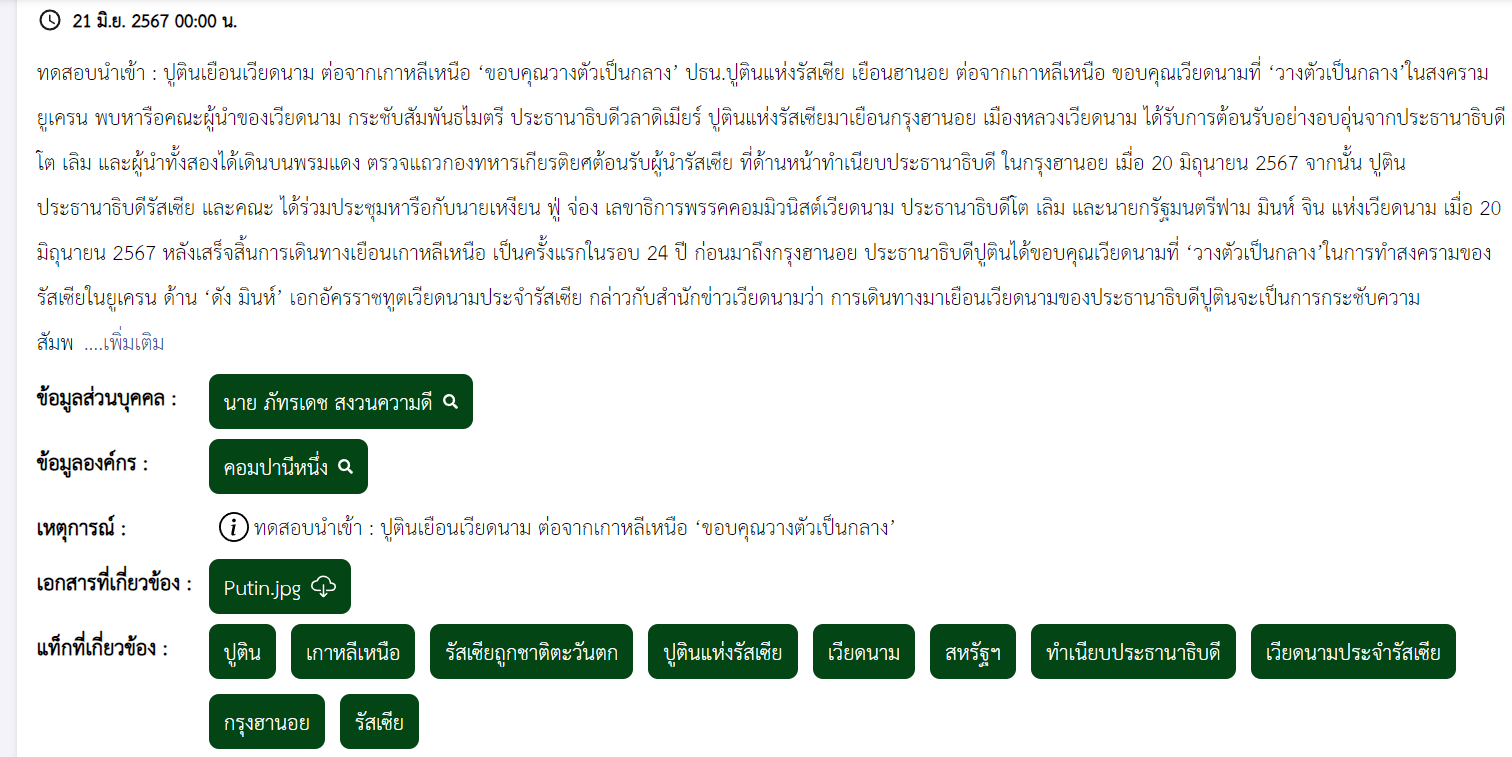 21 มิ.ย. 2567 00:00 น.
ทดสอบนำเข้า : ปูตินเยือนเวียดนาม ต่อจากเกาหลีเหนือ ‘ขอบคุณวางตัวเป็นกลาง’ ปธน.ปูตินแห่งรัสเซีย เยือนฮานอย ต่อจากเกาหลีเหนือ ขอบคุณเวียดนามที่ ‘วางตัวเป็นกลาง’ในสงคราม
ยูเครน พบหารือคณะผู้นำของเวียดนาม กระชับสัมพันธไมตรี ประธานาธิบดีวลาดิเมียร์ ปูตินแห่งรัสเซียมาเยือนกรุงฮานอย เมืองหลวงเวียดนาม ได้รับการต้อนรับอย่างอบอุ่นจากประธานาธิบดี
โต เลิม และผู้นำทั้งสองได้เดินบนพรมแดง ตรวจแถวกองทหารเกียรติยศต้อนรับผู้นำรัสเซีย ที่ด้านหน้าทำเนียบประธานาธิบดี ในกรุงฮานอย เมื่อ 20 มิถุนายน 2567 จากนั้น ปูติน
ประธานาธิบดีรัสเซีย และคณะ ได้ร่วมประชุมหารือกับนายเหงียน ฟู่ จ่อง เลขาธิการพรรคคอมมิวนิสต์เวียดนาม ประธานาธิบดีโต เลิม และนายกรัฐมนตรีฟาม มินห์ จิน แห่งเวียดนาม เมื่อ 20
มิถุนายน 2567 หลังเสร็จสิ้นการเดินทางเยือนเกาหลีเหนือ เป็นครั้งแรกในรอบ 24 ปี ก่อนมาถึงกรุงฮานอย ประธานาธิบดีปูตินได้ขอบคุณเวียดนามที่ ‘วางตัวเป็นกลาง’ในการทำสงครามของ
รัสเซียในยูเครน ด้าน ‘ดัง มินห์’ เอกอัครราชทูตเวียดนามประจำรัสเซีย กล่าวกับสำนักข่าวเวียดนามว่า การเดินทางมาเยือนเวียดนามของประธานาธิบดีปูตินจะเป็นการกระชับความ
สัมพ ....เพิ่มเติม
ข้อมูลส่วนบุคคล : นาย ภัทรเดช สงวนความดี
ข้อมูลองค์กร : คอมปานีหนึ่ง
เหตุการณ์ : ทดสอบนำเข้า : ปูตินเยือนเวียดนาม ต่อจากเกาหลีเหนือ ‘ขอบคุณวางตัวเป็นกลาง’
เอกสารที่เกี่ยวข้อง : Putin.jpg
แท็กที่เกี่ยวข้อง : ปูติน เกาหลีเหนือ รัสเซียถูกชาติตะวันตก ปูตินแห่งรัสเซีย เวียดนาม สหรัฐฯ ทำเนียบประธานาธิบดี เวียดนามประจำรัสเซีย
กรุงฮานอย รัสเซีย